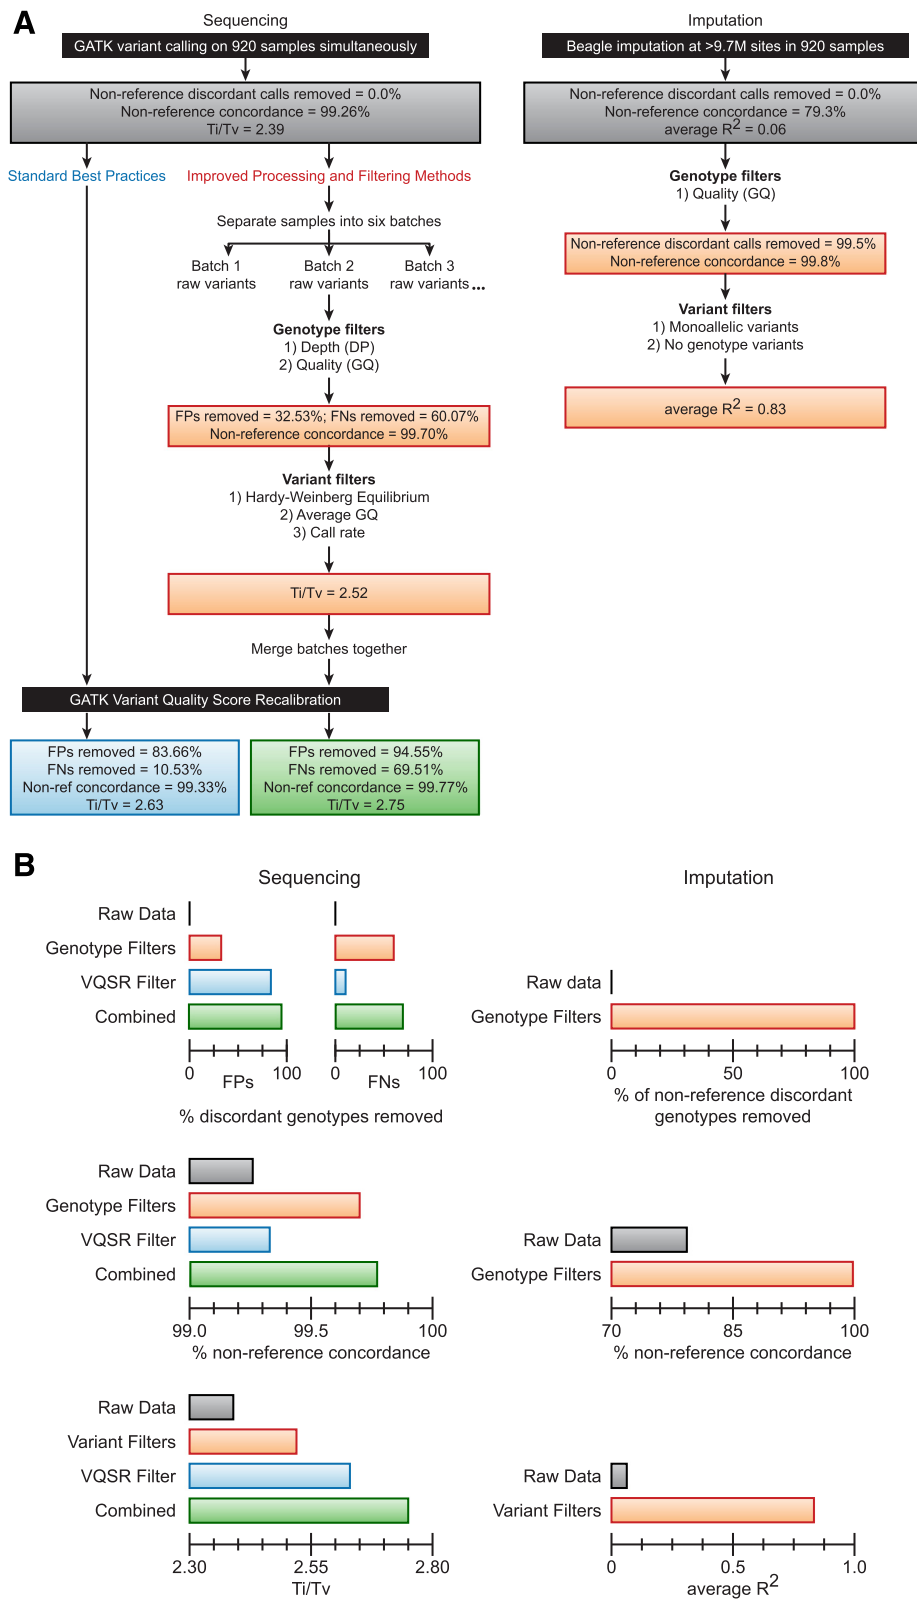 A
Sequencing
GATK variant calling on 920 samples simultaneously
Non-reference discordant calls removed = 0.0%
Non-reference concordance = 99.26%
Ti/Tv = 2.39
Standard Best Practices
Improved Processing and Filtering Methods
Separate samples into six batches
Batch 1 raw variants
Batch 2 raw variants
Batch 3 raw variants ...
Genotype filters
1) Depth (DP)
2) Quality (GQ)
FPs removed = 32.53%; FNs removed = 60.07%
Non-reference concordance = 99.70%
Variant filters
1) Hardy-Weinberg Equilibrium
2) Average GQ
3) Call rate
Ti/Tv = 2.52
Merge batches together
GATK Variant Quality Score Recalibration
FPs removed = 83.66%
FNs removed = 10.53%
Non-ref concordance = 99.33%
Ti/Tv = 2.63
FPs removed = 94.55%
FNs removed = 69.51%
Non-ref concordance = 99.77%
Ti/Tv = 2.75
Imputation
Beagle imputation at >9.7M sites in 920 samples
Non-reference discordant calls removed = 0.0%
Non-reference concordance = 79.3%
average R2 = 0.06
Genotype filters
1) Quality (GQ)
Non-reference discordant calls removed = 99.5%
Non-reference concordance = 99.8%
Variant filters
1) Monoallelic variants
2) No genotype variants
average R2 = 0.83
B
Sequencing
Raw Data
Genotype Filters
VQSR Filter
Combined
0 100
FPs
0 100
FNs
% discordant genotypes removed
Raw Data
Genotype Filters
VQSR Filter
Combined
99.0 99.5 100
% non-reference concordance
Raw Data
Variant Filters
VQSR Filter
Combined
2.30 2.55 2.80
Ti/Tv
Imputation
Raw data
Genotype Filters
0 50 100
% of non-reference discordant
genotypes removed
Raw Data
Genotype Filters
70 85 100
% non-reference concordance
Raw Data
Variant Filters
0 0.5 1.0
average R2